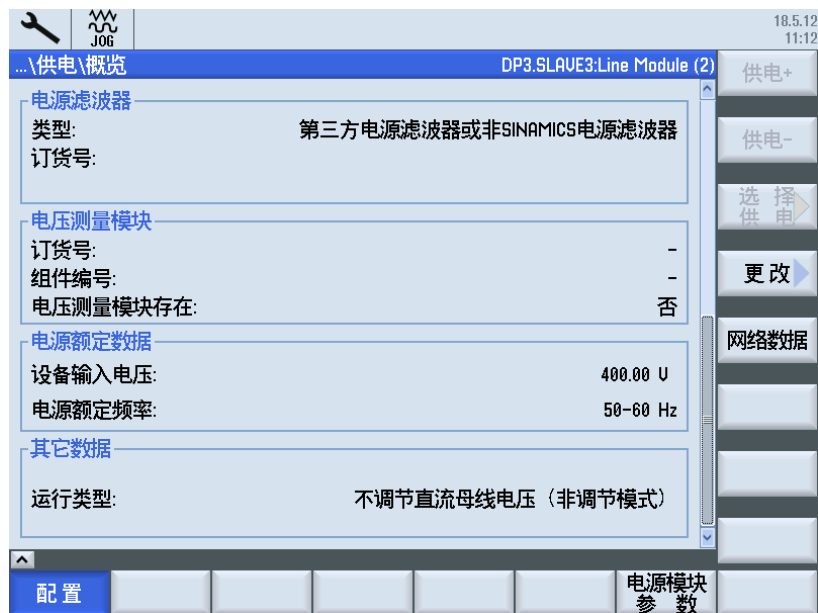 JOG
18.5.12
11:12
...\供电\概览
DP3.SLAVE3:Line Module (2)
供电+
电源滤波器
类型:
第三方电源滤波器或非SINAMICS电源滤波器
订货号:
供电-
选 择
供 电
电压测量模块
订货号:
-
组件编号:
-
电压测量模块存在:
否
更改
电源额定数据
设备输入电压:
400.00 V
电源额定频率:
50-60 Hz
网络数据
其它数据
运行类型:
不调节直流母线电压（非调节模式）
配置
电源模块
参 数